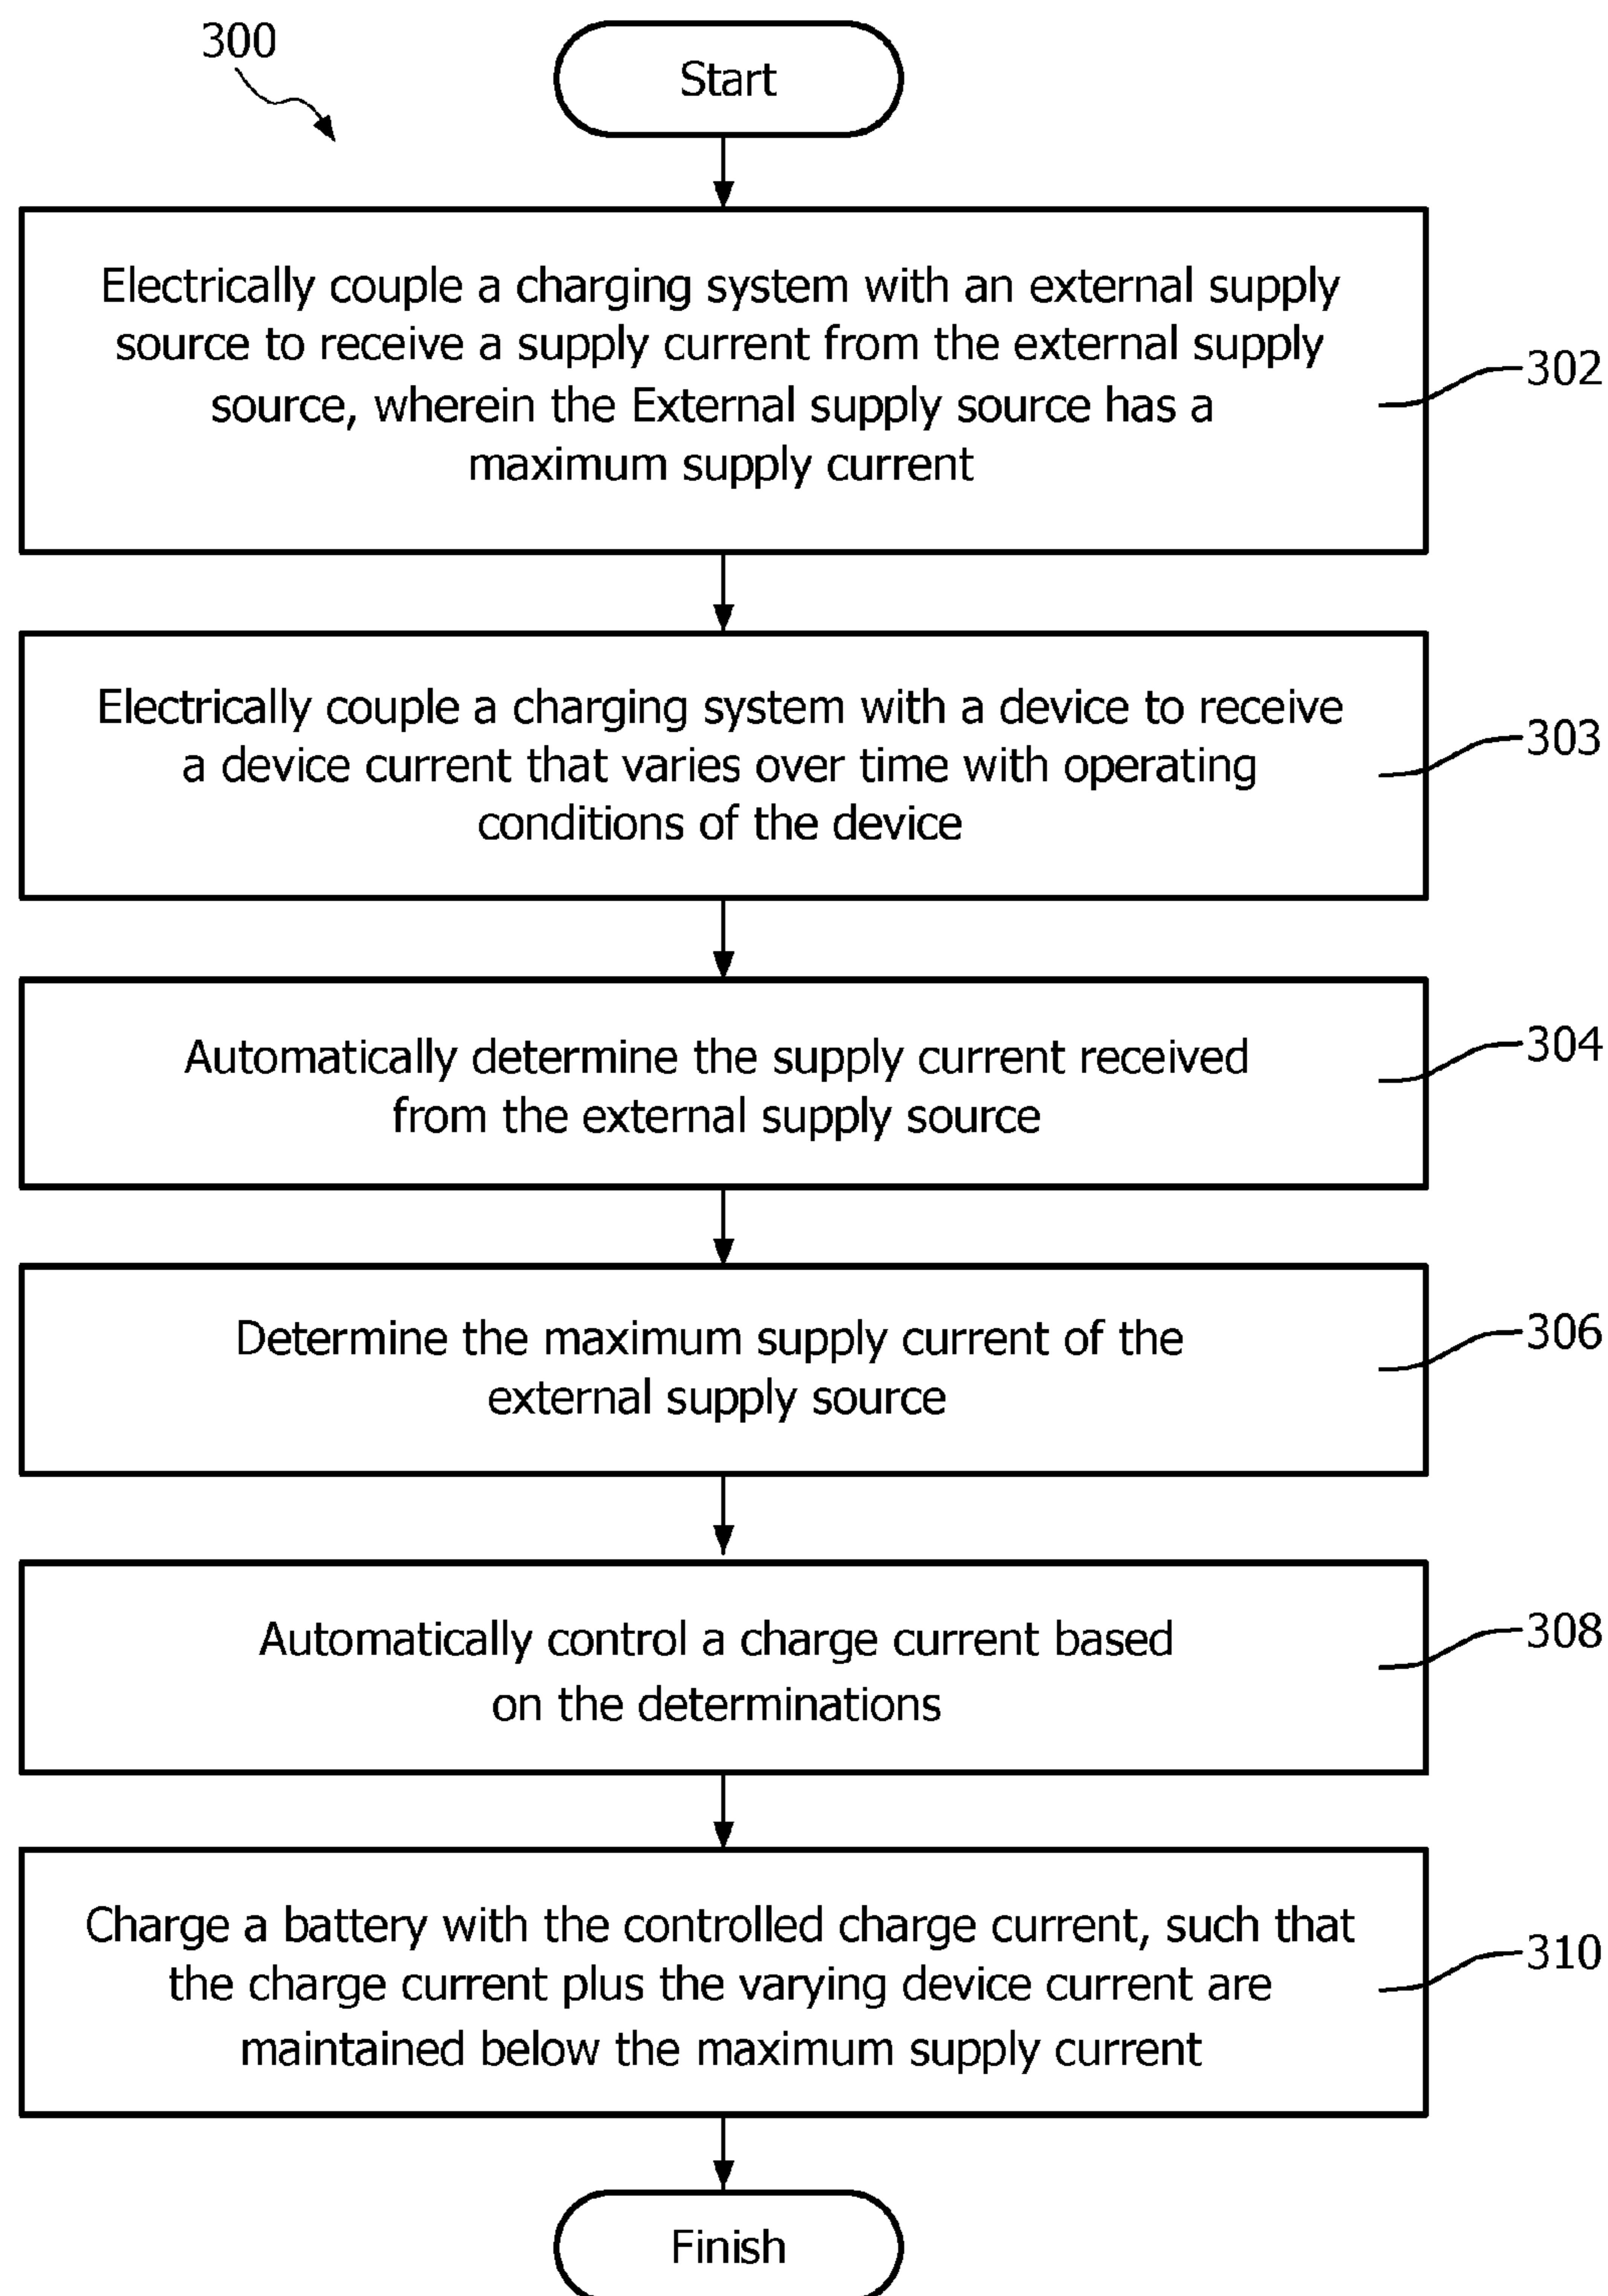 300
Start
Electrically couple a charging system with an external supply
source to receive a supply current from the external supply
source, wherein the External supply source has a
maximum supply current
302
Electrically couple a charging system with a device to receive
a device current that varies over time with operating
conditions of the device
303
Automatically determine the supply current received
from the external supply source
304
Determine the maximum supply current of the
external supply source
306
Automatically control a charge current based
on the determinations
308
Charge a battery with the controlled charge current, such that
the charge current plus the varying device current are
maintained below the maximum supply current
310
Finish